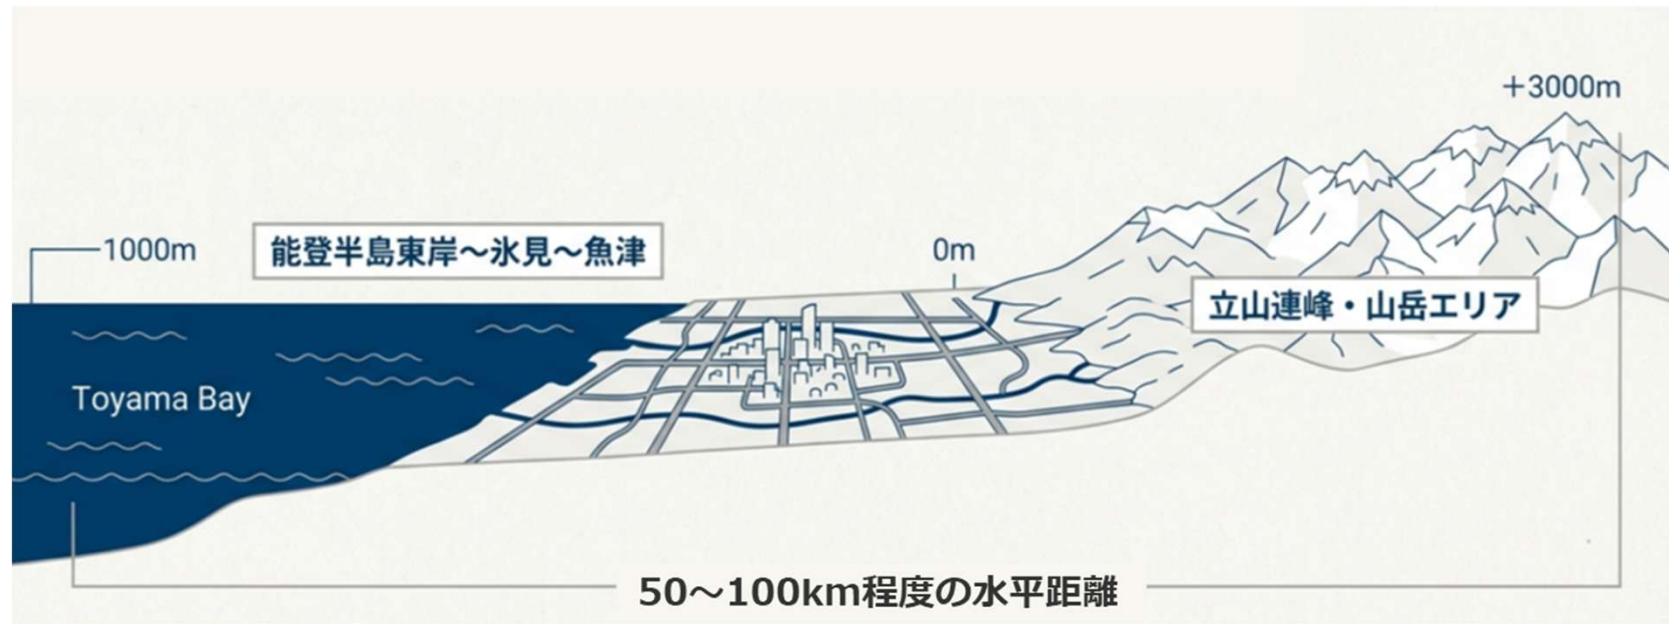 +3000m
1000m
能登半島東岸～氷見～魚津
0m
立山連峰・山岳エリア
Toyama Bay
50～100km程度の水平距離